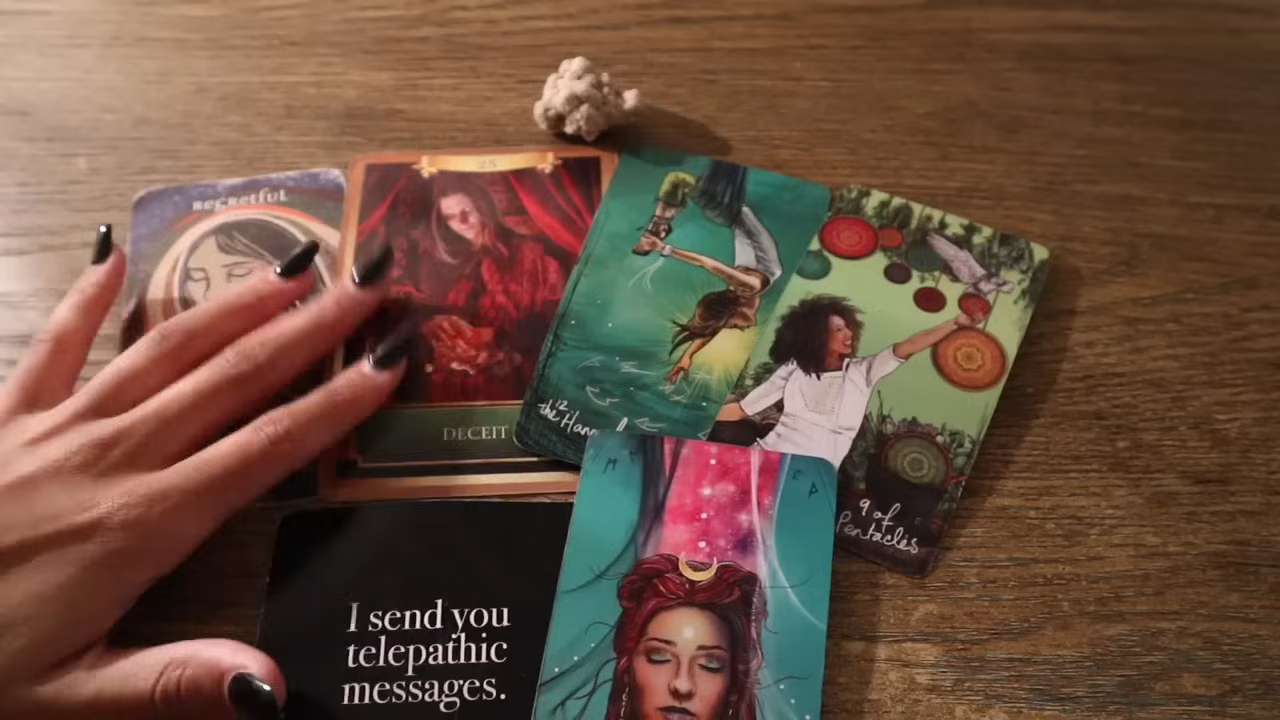 Regretful
25
DECEIT
12
the Han
9 of
Pentacles
I send you
telepathic
messages.